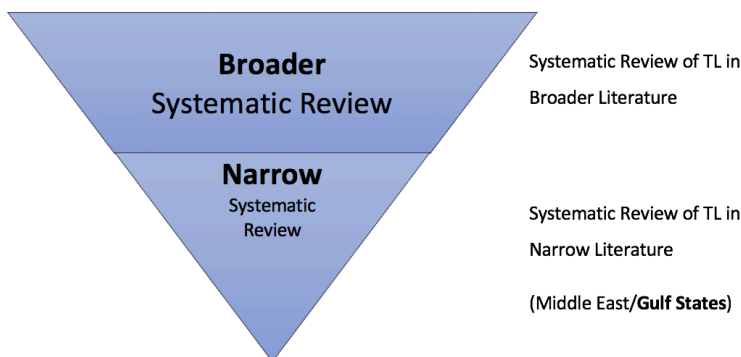 Broader
Systematic Review
Systematic Review of TL in
Broader Literature
Narrow
Systematic
Review
Systematic Review of TL in
Narrow Literature
(Middle East/Gulf States)